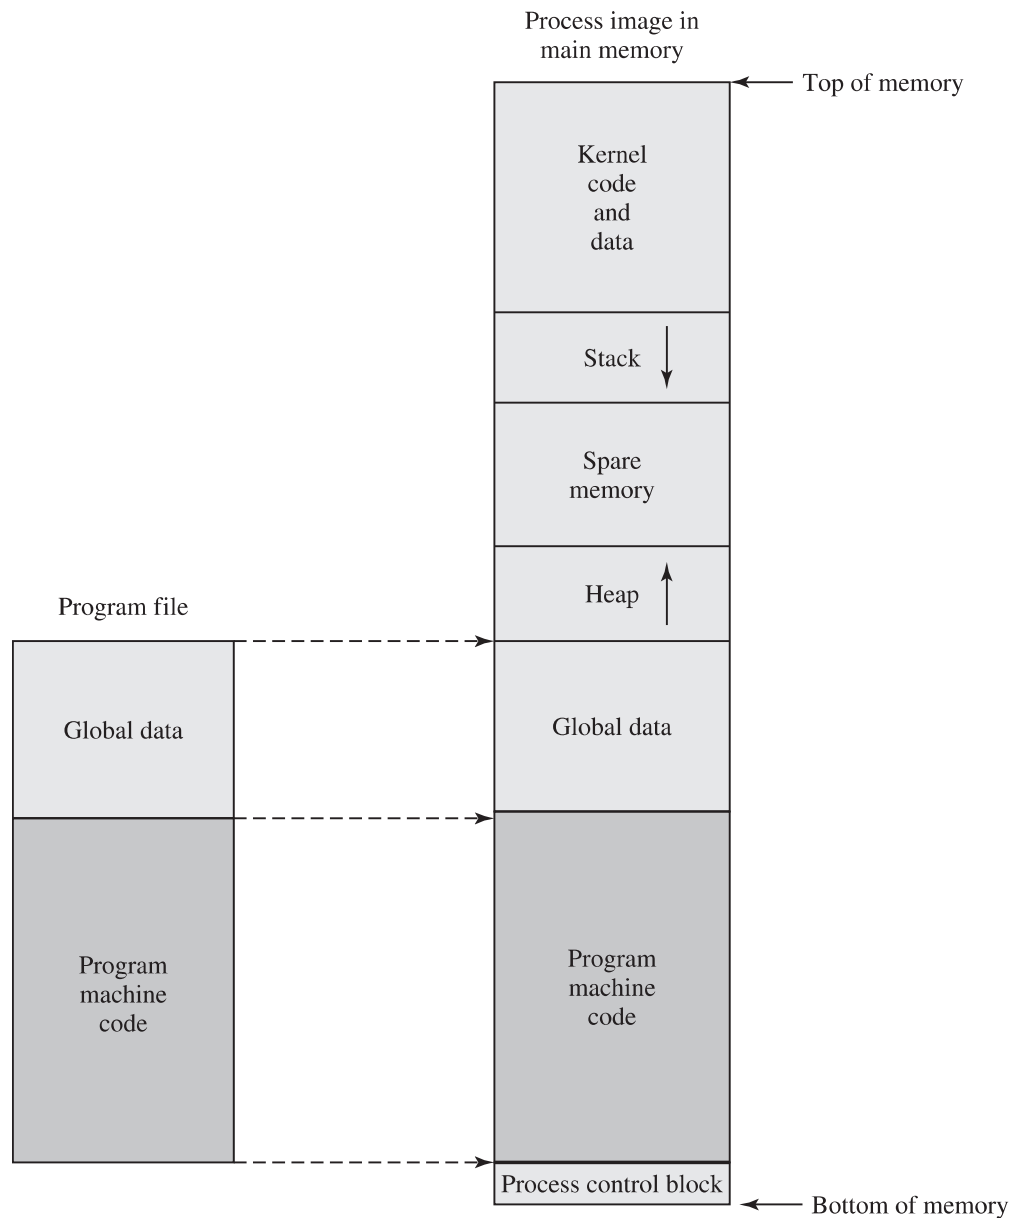 Process image in
main memory
Top of memory
Kernel
code
and
data
Stack
Spare
memory
Heap
Program file
Global data
Global data
Program
machine
code
Program
machine
code
Process control block
Bottom of memory